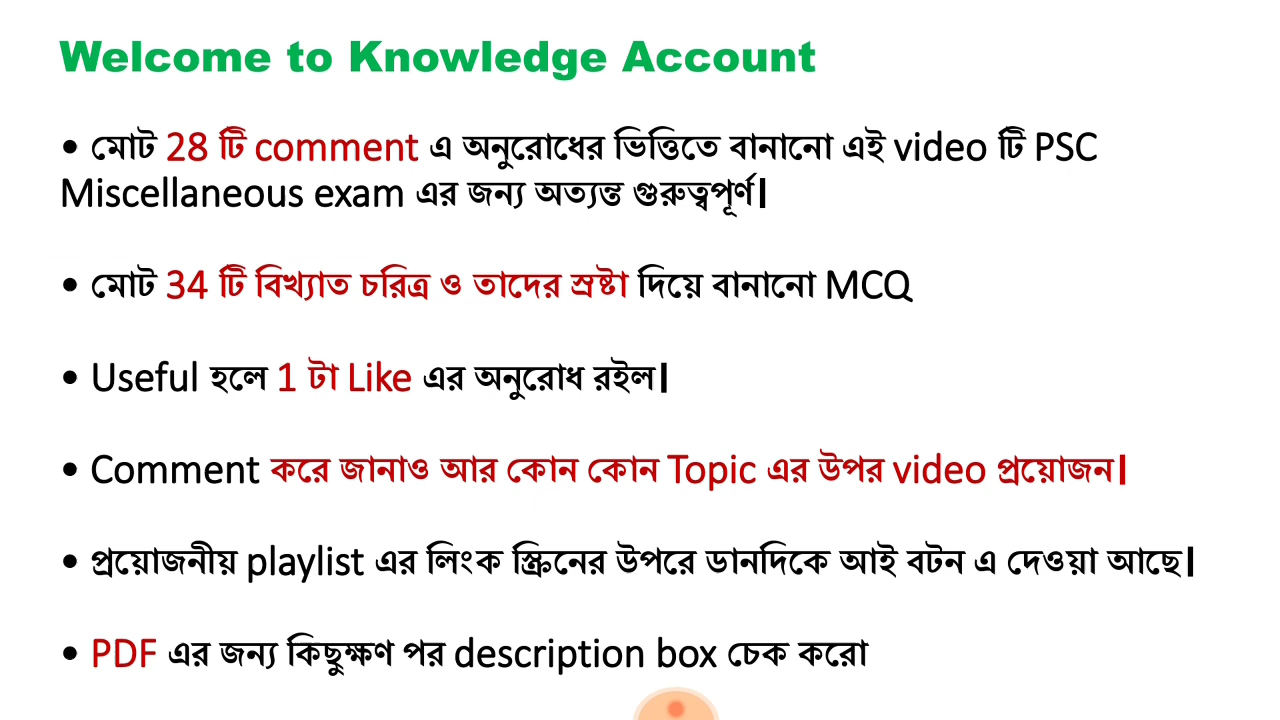 Welcome to Knowledge Account
• মোট 28 টি comment এ অনুরোধের ভিত্তিতে বানানো এই video টি PSC
Miscellaneous exam এর জন্য অত্যন্ত গুরুত্বপূর্ণ।
• মোট 34 টি বিখ্যাত চরিত্র ও তাদের স্রষ্টা দিয়ে বানানো MCQ
• Useful হলে 1 টা Like এর অনুরোধ রইল।
• Comment করে জানাও আর কোন কোন Topic এর উপর video প্রয়োজন।
• প্রয়োজনীয় playlist এর লিংক স্ক্রিনের উপরে ডানদিকে আই বটন এ দেওয়া আছে।
• PDF এর জন্য কিছুক্ষণ পর description box চেক করো